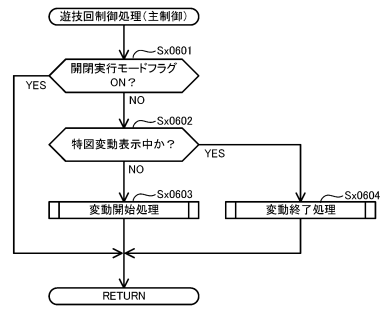 遊技回制御処理(主制御)
Sx0601
開閉実行モードフラグ
ON?
YES
NO
Sx0602
特図変動表示中か?
YES
NO
Sx0603
変動開始処理
Sx0604
変動終了処理
RETURN